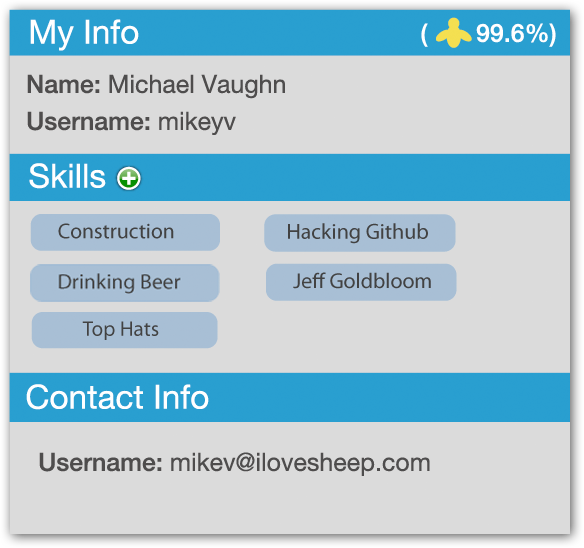 My Info ( 99.6%)
Name: Michael Vaughn
Username: mikeyv
Skills
Construction Hacking Github
Drinking Beer Jeff Goldbloom
Top Hats
Contact Info
Username: mikev@ilovesheep.com